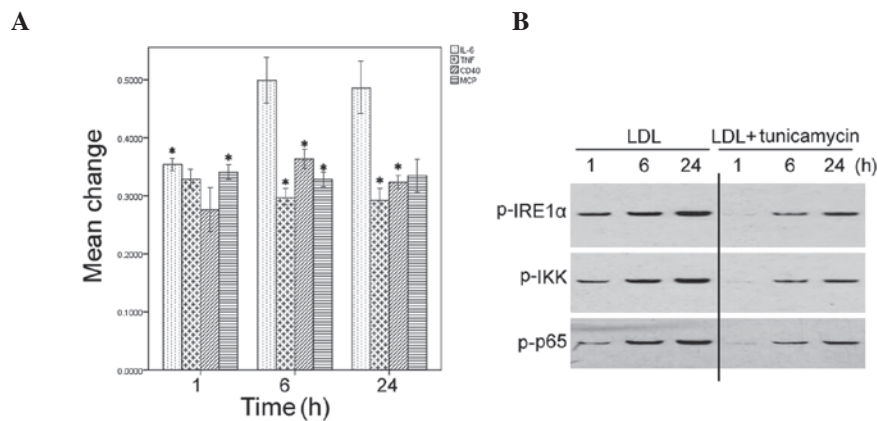 A
B
0.5000
0.4000
0.3000
0.2000
0.1000
0.0000
Mean change
IL-6
TNF
CD40
MCP
*
*
*
*
*
*
*
1 6 24
Time (h)
LDL LDL+tunicamycin
1 6 24 1 6 24 (h)
p-IRE1α
p-IKK
p-p65